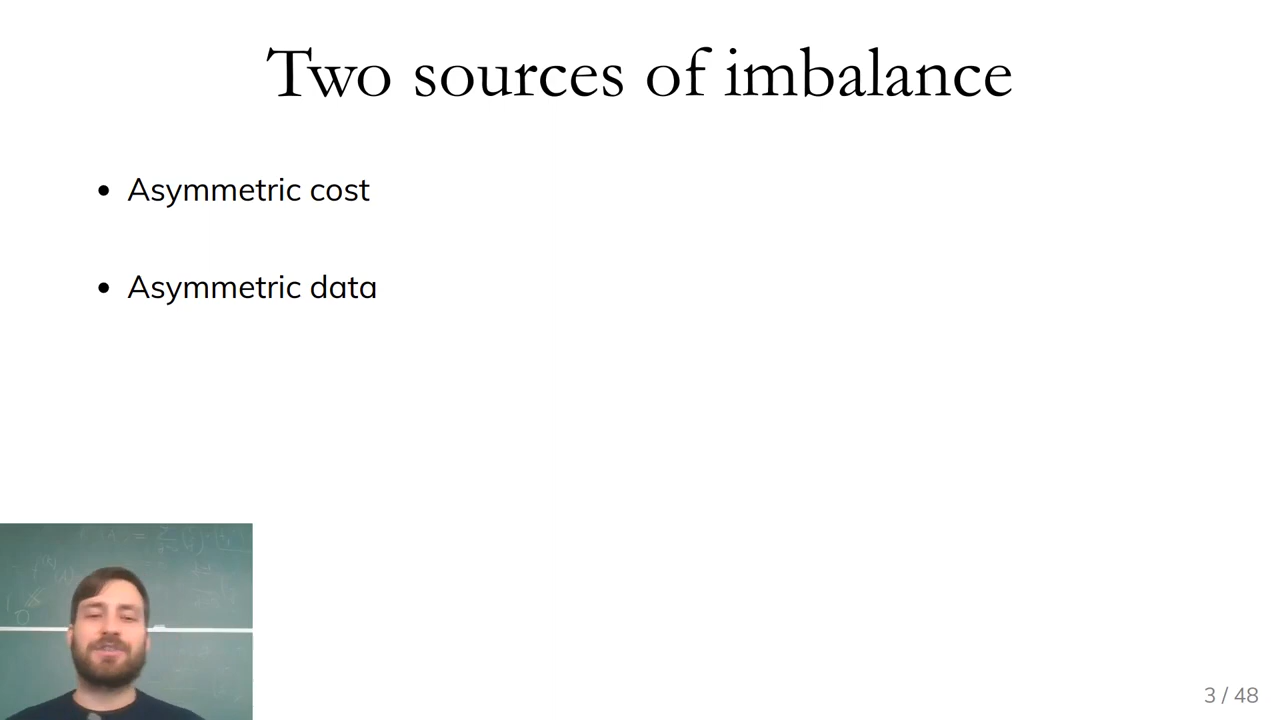 Two sources of imbalance
• Asymmetric cost
• Asymmetric data
3 / 48